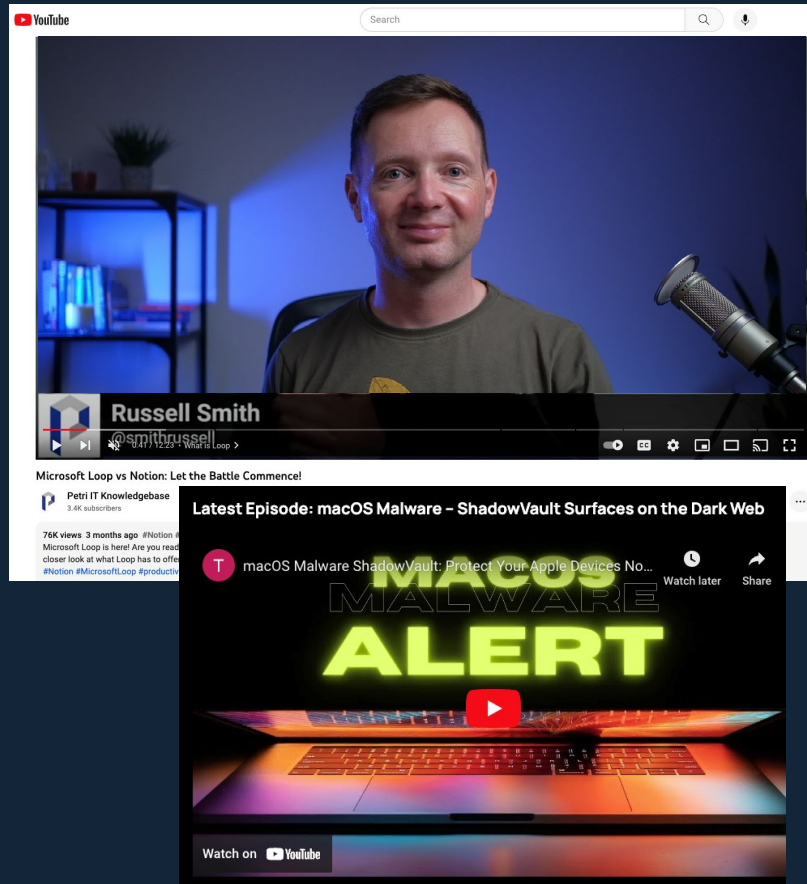 YouTube
Search
Russell Smith
@smithrussell
0:41 / 12:23 • What is Loop >
CC
Microsoft Loop vs Notion: Let the Battle Commence!
Petri IT Knowledgebase
3.4K subscribers
...
76K views 3 months ago #Notion #
Microsoft Loop is here! Are you read
closer look at what Loop has to offe
#Notion #MicrosoftLoop #productiv
Latest Episode: macOS Malware – ShadowVault Surfaces on the Dark Web
T
macOS Malware ShadowVault: Protect Your Apple Devices No...
Watch later
Share
MACOS
MALWARE
ALERT
Watch on YouTube